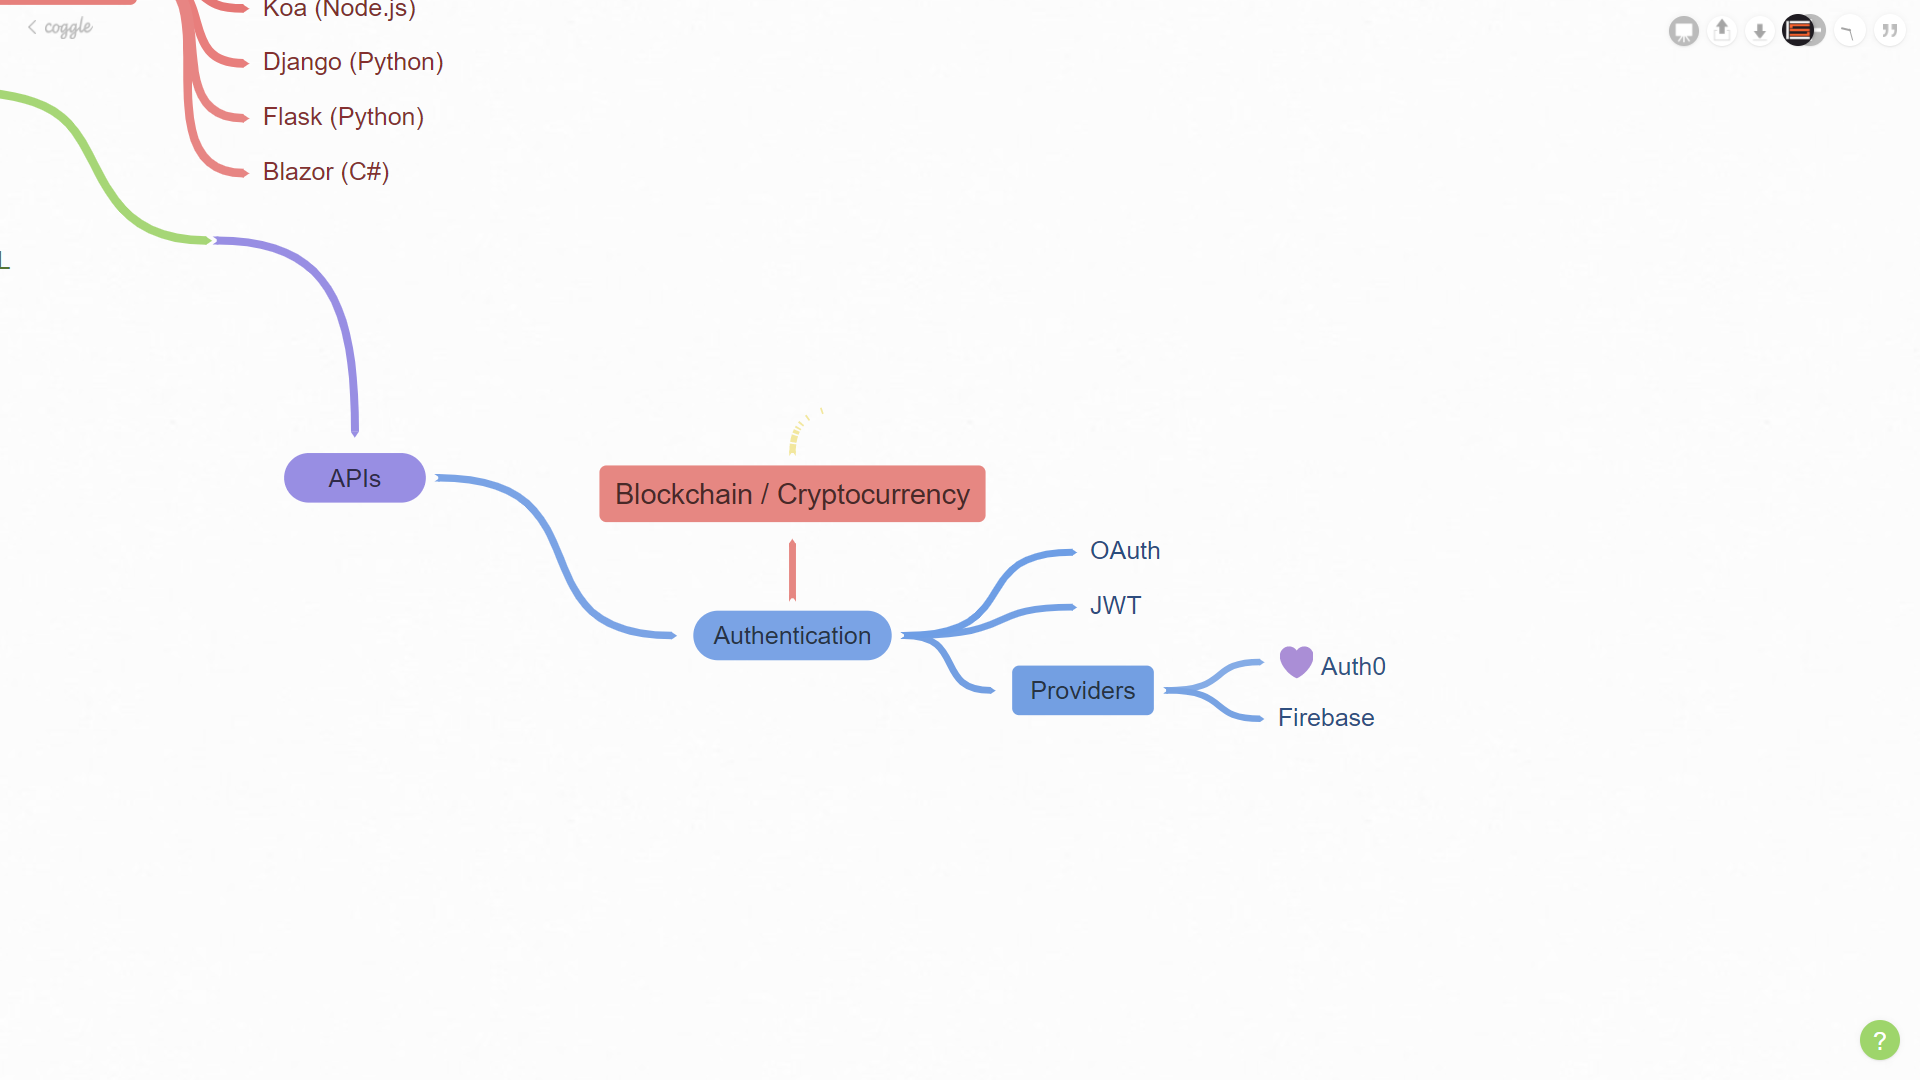 Koa (Node.js)
coggle
Django (Python)
Flask (Python)
Blazor (C#)
L
APIs
Blockchain / Cryptocurrency
OAuth
JWT
Authentication
Auth0
Providers
Firebase
?